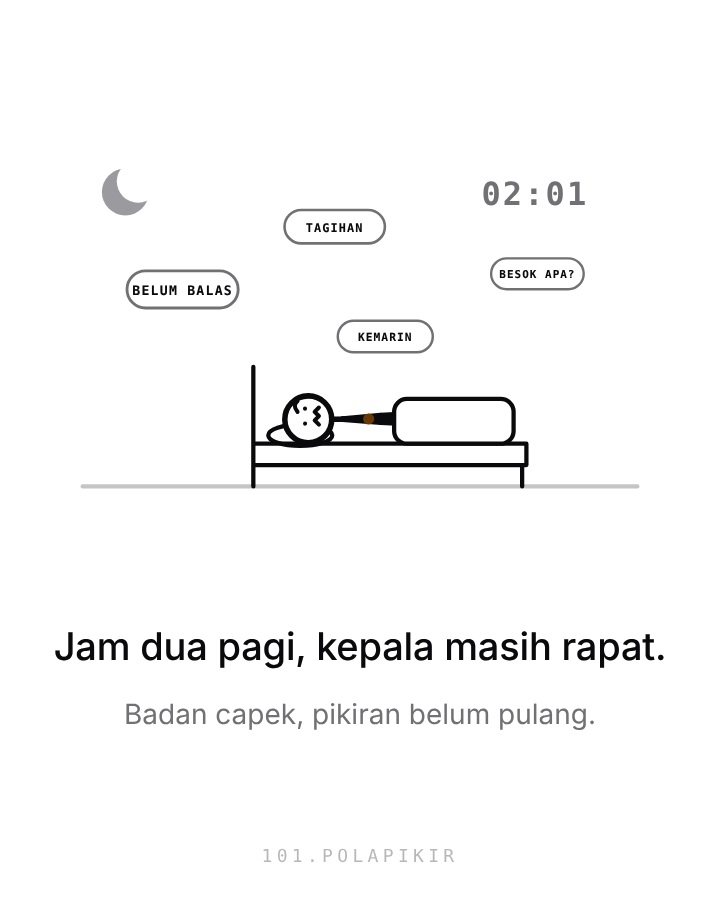 02:01
TAGIHAN
BESOK APA?
BELUM BALAS
KEMARIN
Jam dua pagi, kepala masih rapat.
Badan capek, pikiran belum pulang.
101.POLAPIKIR